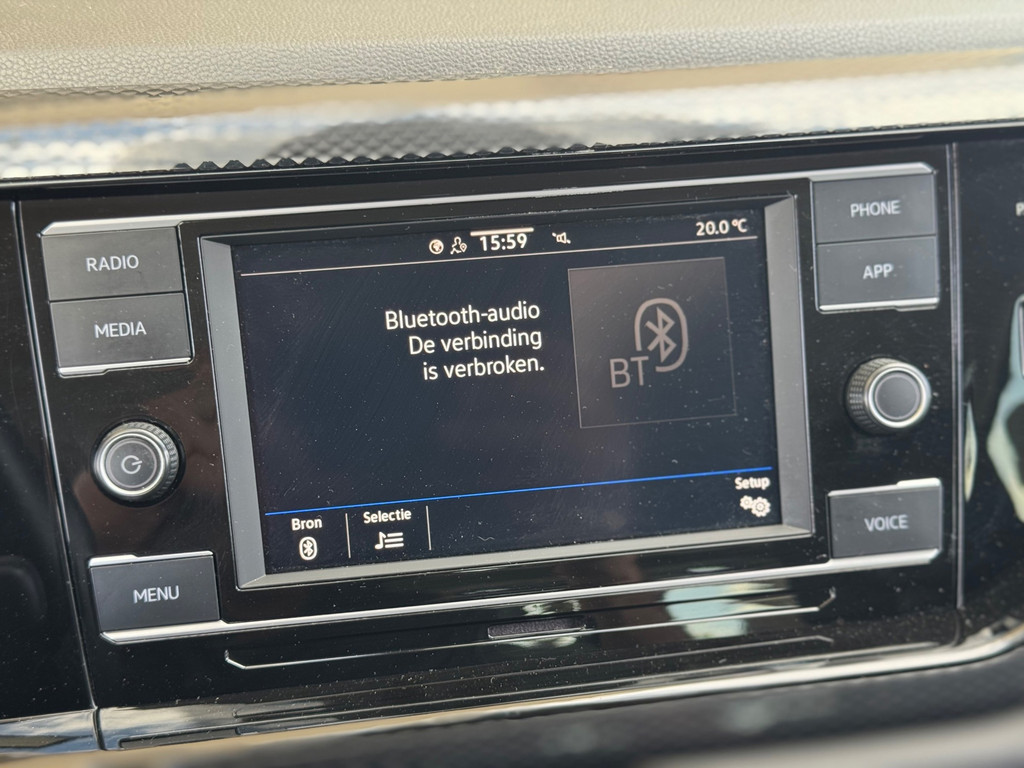 15:59
20.0 °C
RADIO
MEDIA
MENU
PHONE
APP
VOICE
Bluetooth-audio
De verbinding
is verbroken.
BT
Bron
Selectie
Setup